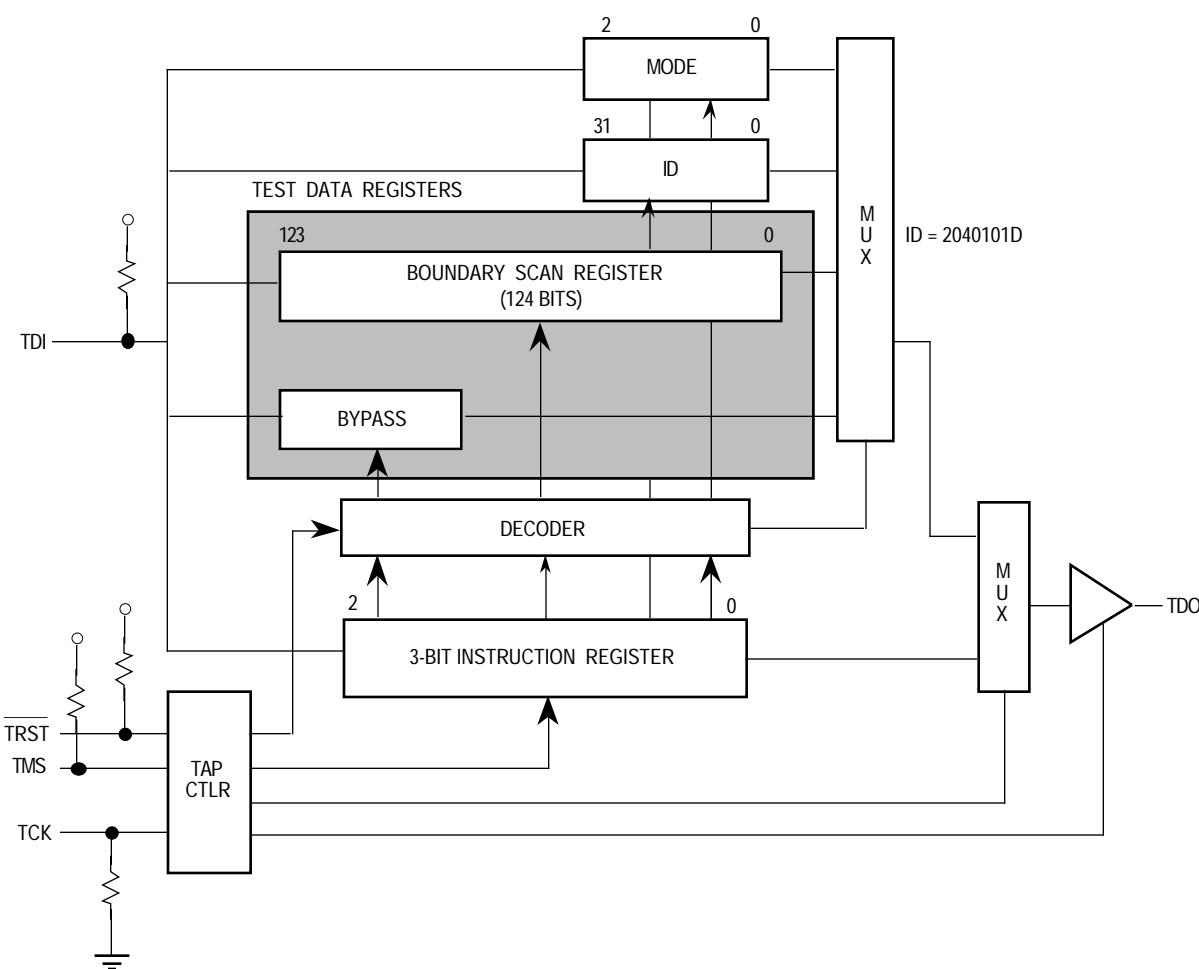 2 0
MODE
31 0
ID
TEST DATA REGISTERS
123 0
BOUNDARY SCAN REGISTER
(124 BITS)
M
U
X
ID = 2040101D
TDI
BYPASS
DECODER
2 0
3-BIT INSTRUCTION REGISTER
M
U
X
TDO
TRST
TMS
TAP
CTLR
TCK